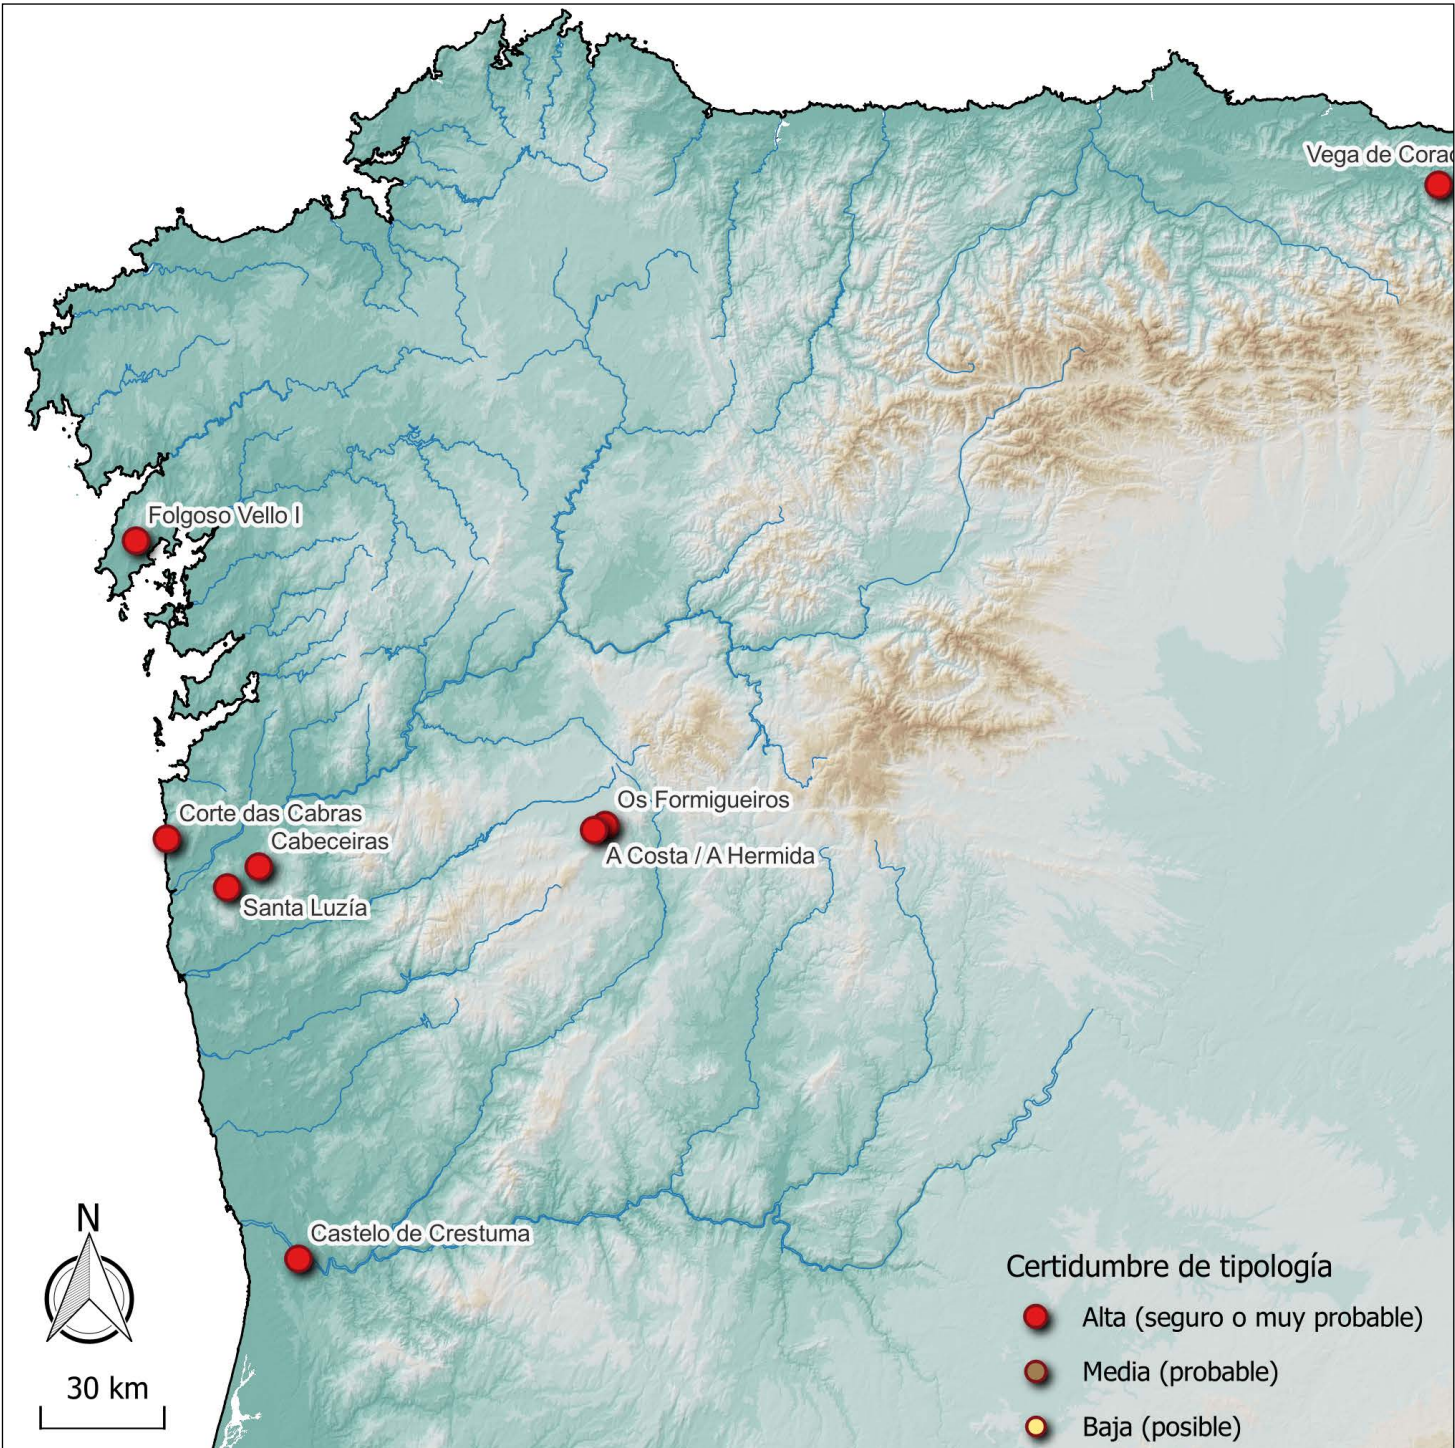 Vega de Corao
Folgoso Vello I
Os Formigueiros
Corte das Cabras
Cabeceiras
A Costa / A Hermida
Santa Luzía
Castelo de Crestuma
N
30 km
Certidumbre de tipología
Alta (seguro o muy probable)
Media (probable)
Baja (posible)